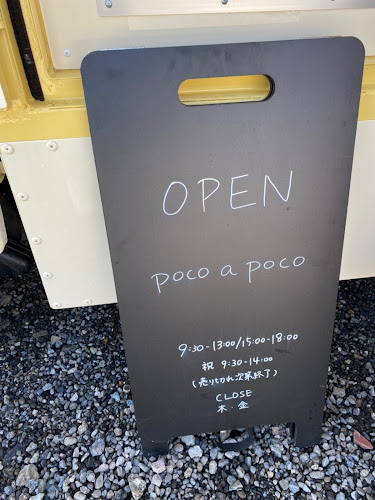 OPEN
poco a poco
9:30-13:00/15:00-18:00
祝 9:30-14:00
(売り切れ次第終了)
CLOSE
木・金